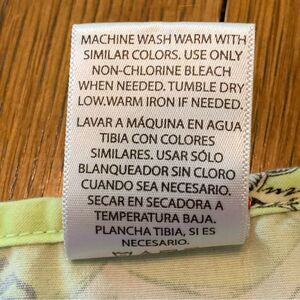 MACHINE WASH WARM WITH
SIMILAR COLORS. USE ONLY
NON-CHLORINE BLEACH
WHEN NEEDED. TUMBLE DRY
LOW.WARM IRON IF NEEDED.
LAVAR A MÁQUINA EN AGUA
TIBIA CON COLORES
SIMILARES. USAR SÓLO
BLANQUEADOR SIN CLORO
CUANDO SEA NECESARIO.
SECAR EN SECADORA A
TEMPERATURA BAJA.
PLANCHA TIBIA, SI ES
NECESARIO.